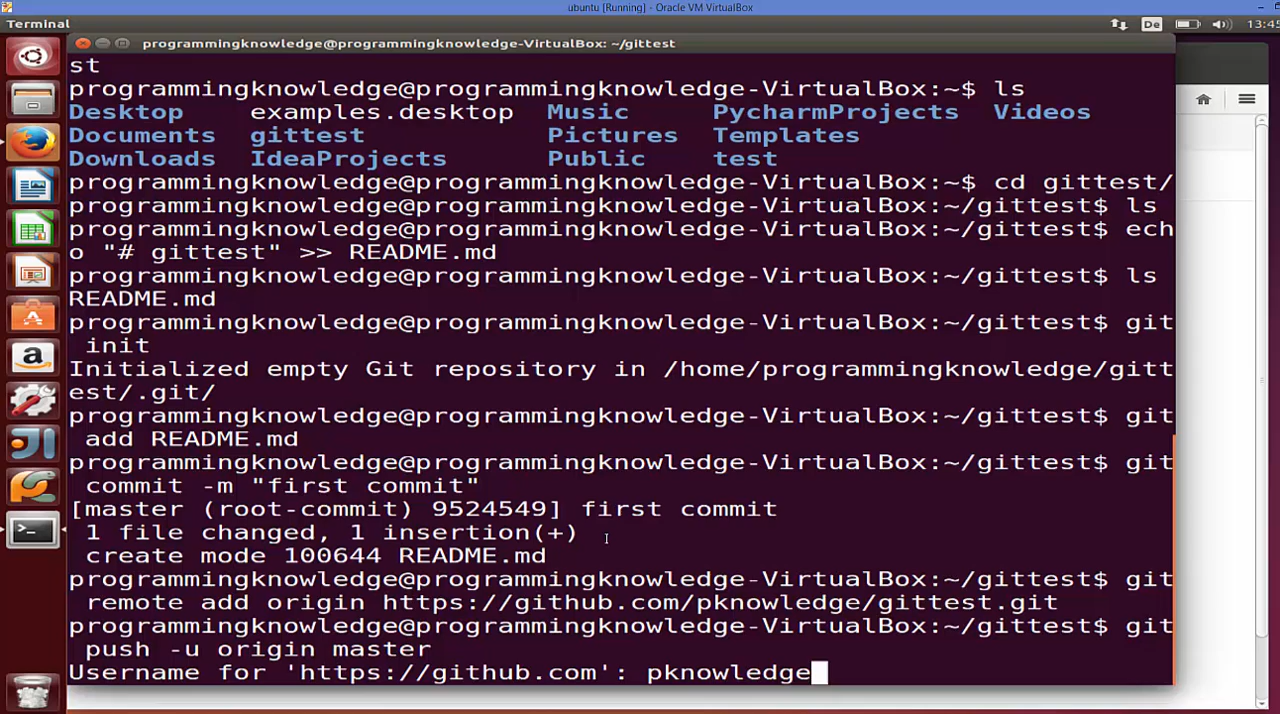 ubuntu [Running] - Oracle VM VirtualBox
Terminal
De
13:45
programmingknowledge@programmingknowledge-VirtualBox: ~/gittest
st
programmingknowledge@programmingknowledge-VirtualBox:~$ ls
Desktop examples.desktop Music PycharmProjects Videos
Documents gittest Pictures Templates
Downloads IdeaProjects Public test
programmingknowledge@programmingknowledge-VirtualBox:~$ cd gittest/
programmingknowledge@programmingknowledge-VirtualBox:~/gittest$ ls
programmingknowledge@programmingknowledge-VirtualBox:~/gittest$ ech
o "# gittest" >> README.md
programmingknowledge@programmingknowledge-VirtualBox:~/gittest$ ls
README.md
programmingknowledge@programmingknowledge-VirtualBox:~/gittest$ git
init
Initialized empty Git repository in /home/programmingknowledge/gitt
est/.git/
programmingknowledge@programmingknowledge-VirtualBox:~/gittest$ git
add README.md
programmingknowledge@programmingknowledge-VirtualBox:~/gittest$ git
commit -m "first commit"
[master (root-commit) 9524549] first commit
1 file changed, 1 insertion(+)
create mode 100644 README.md
programmingknowledge@programmingknowledge-VirtualBox:~/gittest$ git
remote add origin https://github.com/pknowledge/gittest.git
programmingknowledge@programmingknowledge-VirtualBox:~/gittest$ git
push -u origin master
Username for 'https://github.com': pknowledge